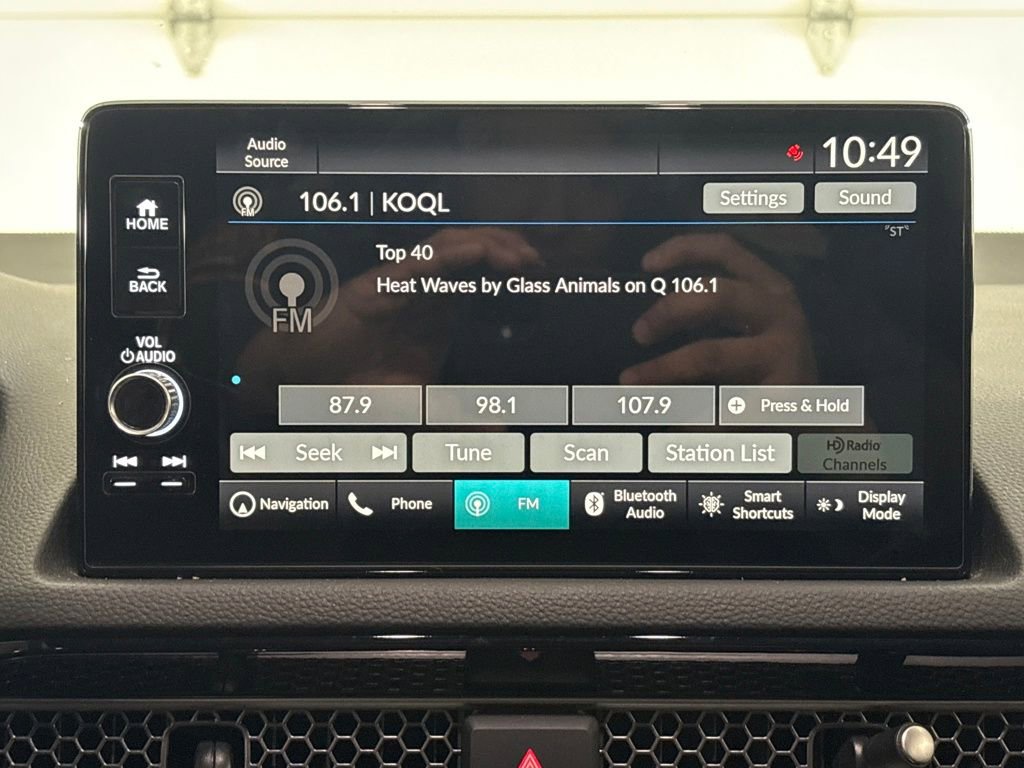 Audio
Source
10:49
HOME
BACK
VOL
AUDIO
FM
106.1 | KOQL
Settings
Sound
"ST"
Top 40
Heat Waves by Glass Animals on Q 106.1
FM
87.9
98.1
107.9
Press & Hold
Seek
Tune
Scan
Station List
HD Radio
Channels
Navigation
Phone
FM
Bluetooth
Audio
Smart
Shortcuts
Display
Mode